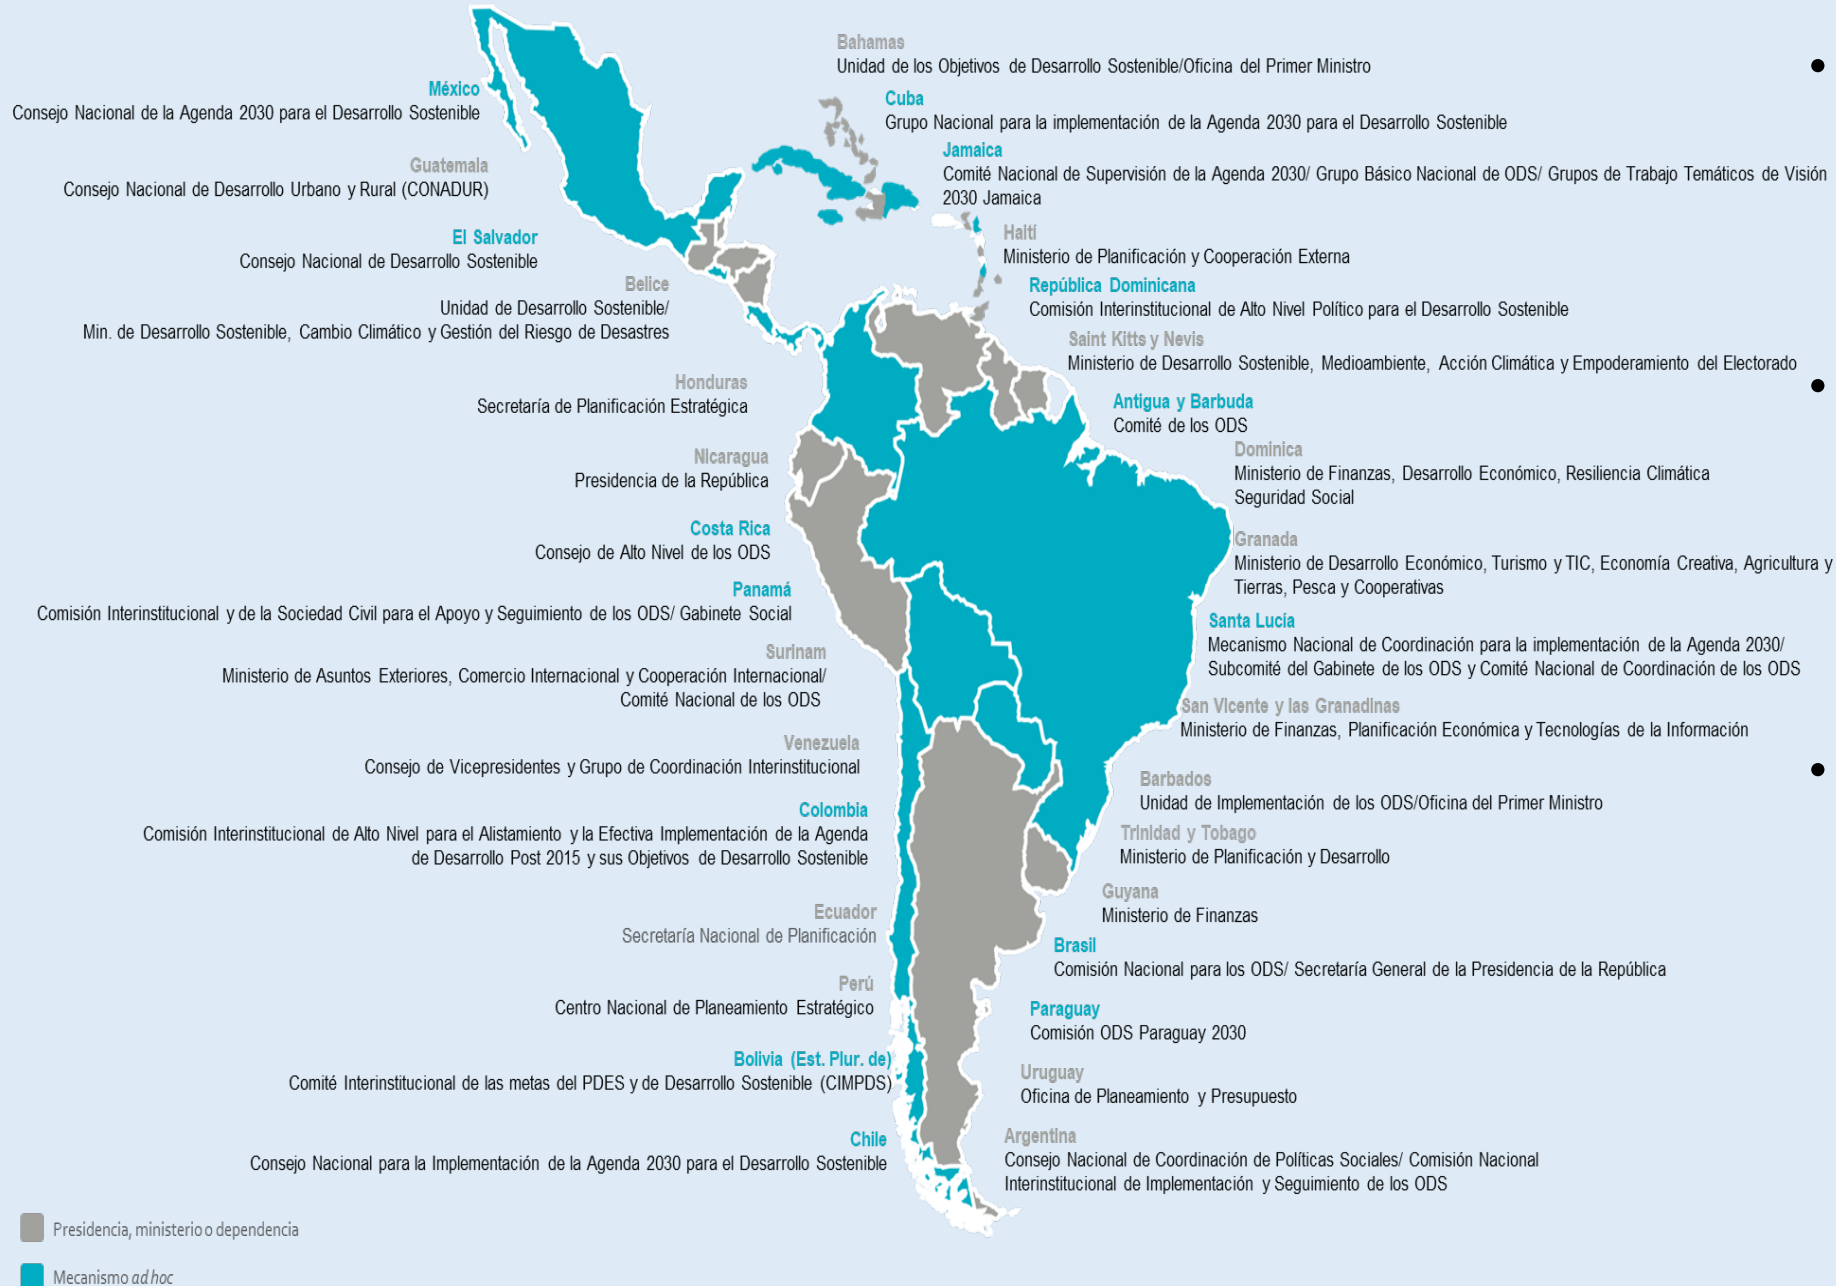 México
Consejo Nacional de la Agenda 2030 para el Desarrollo Sostenible
Guatemala
Consejo Nacional de Desarrollo Urbano y Rural (CONADUR)
El Salvador
Consejo Nacional de Desarrollo Sostenible
Belice
Unidad de Desarrollo Sostenible/
Min. de Desarrollo Sostenible, Cambio Climático y Gestión del Riesgo de Desastres
Honduras
Secretaría de Planificación Estratégica
Nicaragua
Presidencia de la República
Costa Rica
Consejo de Alto Nivel de los ODS
Panamá
Comisión Interinstitucional y de la Sociedad Civil para el Apoyo y Seguimiento de los ODS/ Gabinete Social
Surinam
Ministerio de Asuntos Exteriores, Comercio Internacional y Cooperación Internacional/
Comité Nacional de los ODS
Venezuela
Consejo de Vicepresidentes y Grupo de Coordinación Interinstitucional
Colombia
Comisión Interinstitucional de Alto Nivel para el Alistamiento y la Efectiva Implementación de la Agenda
de Desarrollo Post 2015 y sus Objetivos de Desarrollo Sostenible
Ecuador
Secretaría Nacional de Planificación
Perú
Centro Nacional de Planeamiento Estratégico
Bolivia (Est. Plur. de)
Comité Interinstitucional de las metas del PDES y de Desarrollo Sostenible (CIMPDS)
Chile
Consejo Nacional para la Implementación de la Agenda 2030 para el Desarrollo Sostenible
Bahamas
Unidad de los Objetivos de Desarrollo Sostenible/Oficina del Primer Ministro
Cuba
Grupo Nacional para la implementación de la Agenda 2030 para el Desarrollo Sostenible
Jamaica
Comité Nacional de Supervisión de la Agenda 2030/ Grupo Básico Nacional de ODS/ Grupos de Trabajo Temáticos de Visión
2030 Jamaica
Haití
Ministerio de Planificación y Cooperación Externa
República Dominicana
Comisión Interinstitucional de Alto Nivel Político para el Desarrollo Sostenible
Saint Kitts y Nevis
Ministerio de Desarrollo Sostenible, Medioambiente, Acción Climática y Empoderamiento del Electorado
Antigua y Barbuda
Comité de los ODS
Dominica
Ministerio de Finanzas, Desarrollo Económico, Resiliencia Climática
Seguridad Social
Granada
Ministerio de Desarrollo Económico, Turismo y TIC, Economía Creativa, Agricultura y
Tierras, Pesca y Cooperativas
Santa Lucía
Mecanismo Nacional de Coordinación para la implementación de la Agenda 2030/
Subcomité del Gabinete de los ODS y Comité Nacional de Coordinación de los ODS
San Vicente y las Granadinas
Ministerio de Finanzas, Planificación Económica y Tecnologías de la Información
Barbados
Unidad de Implementación de los ODS/Oficina del Primer Ministro
Trinidad y Tobago
Ministerio de Planificación y Desarrollo
Guyana
Ministerio de Finanzas
Brasil
Comisión Nacional para los ODS/ Secretaría General de la Presidencia de la República
Paraguay
Comisión ODS Paraguay 2030
Uruguay
Oficina de Planeamiento y Presupuesto
Argentina
Consejo Nacional de Coordinación de Políticas Sociales/ Comisión Nacional
Interinstitucional de Implementación y Seguimiento de los ODS
Presidencia, ministerio o dependencia
Mecanismo ad hoc